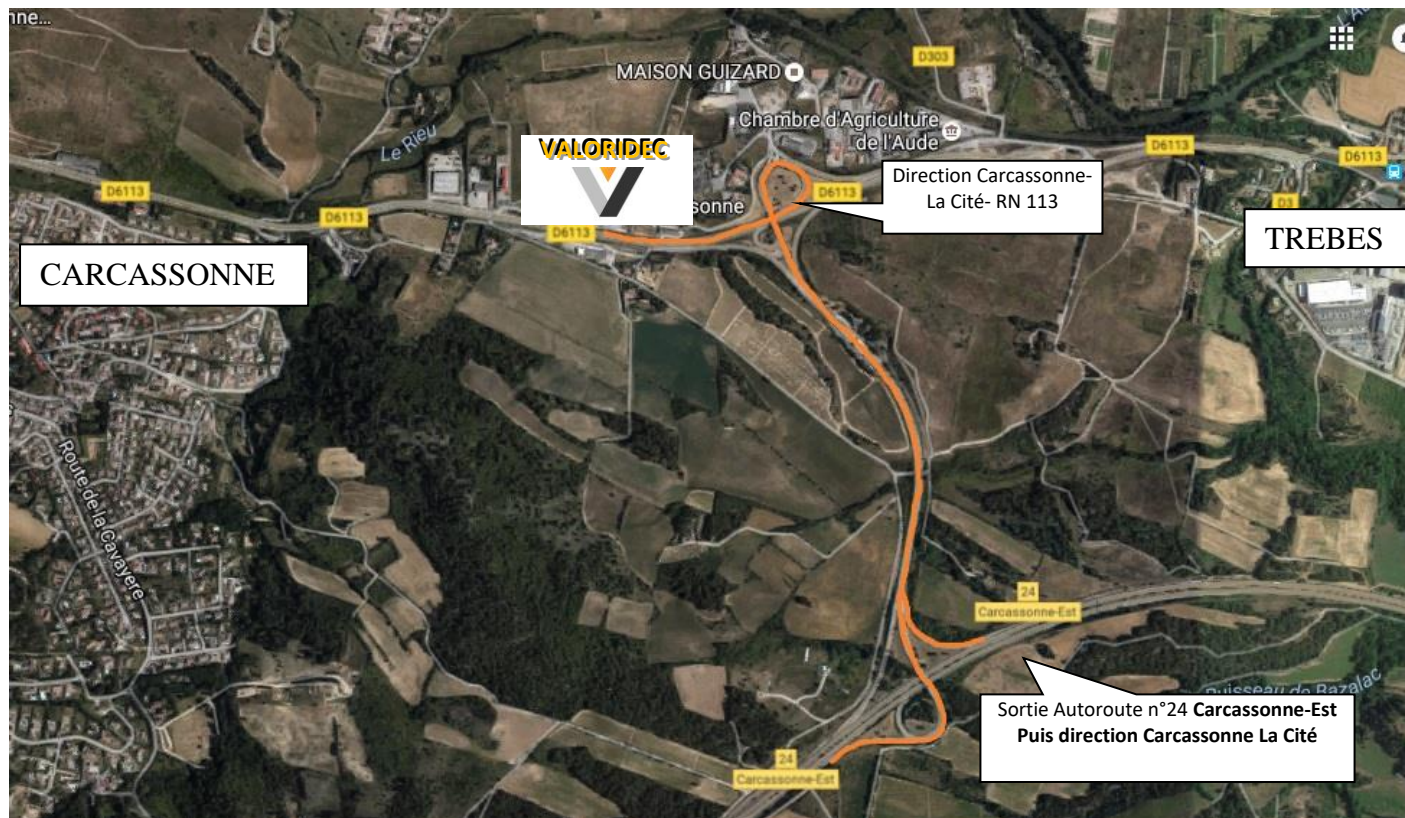 nne...
MAISON GUIZARD
D303
Chambre d'Agriculture
de l'Aude
Le Rieu
VALORIDEC
D6113
D6113
D6113
D6113
D6113
D6113
sonne
Direction Carcassonne-
La Cité- RN 113
D3
TREBES
CARCASSONNE
Route de la Cavayère
24
Carcassonne-Est
Sortie Autoroute n°24 Carcassonne-Est
Puis direction Carcassonne La Cité
24
Carcassonne-Est